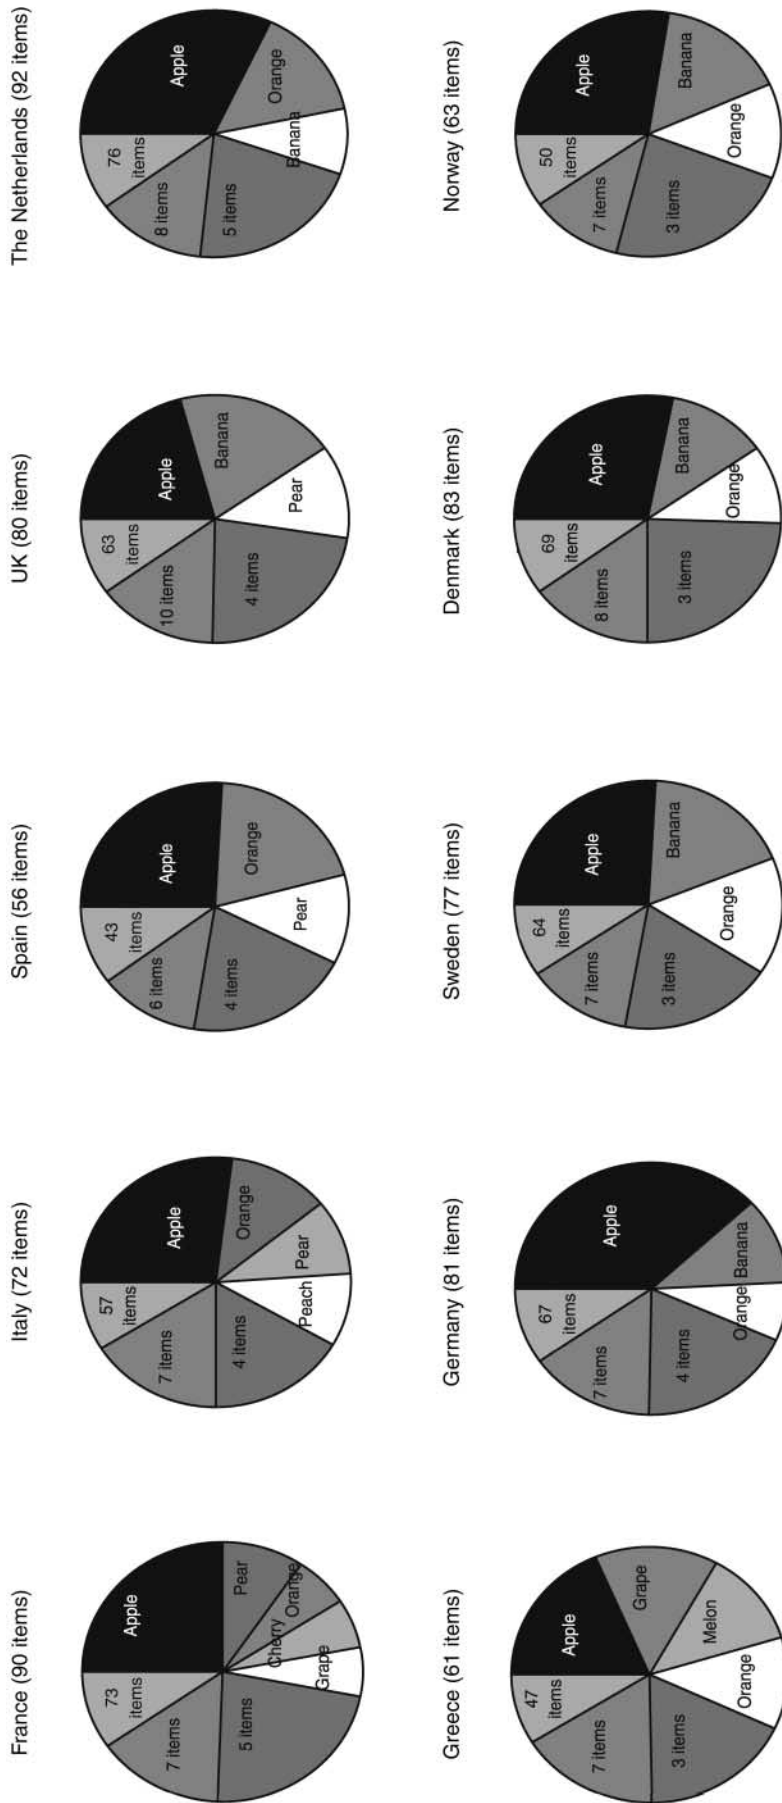 France (90 items)
Apple
Pear
Orange
Cherry
Grape
5 items
7 items
73
items
Italy (72 items)
Apple
Orange
Pear
Peach
4 items
7 items
57
items
Spain (56 items)
Apple
Orange
Pear
4 items
6 items
43
items
UK (80 items)
Apple
Banana
Pear
4 items
10 items
63
items
The Netherlands (92 items)
Apple
Orange
Banana
5 items
8 items
76
items
Greece (61 items)
Apple
Grape
Melon
Orange
3 items
7 items
47
items
Germany (81 items)
Apple
Banana
Orange
4 items
7 items
67
items
Sweden (77 items)
Apple
Banana
Orange
3 items
7 items
64
items
Denmark (83 items)
Apple
Banana
Orange
3 items
8 items
69
items
Norway (63 items)
Apple
Banana
Orange
3 items
7 items
50
items